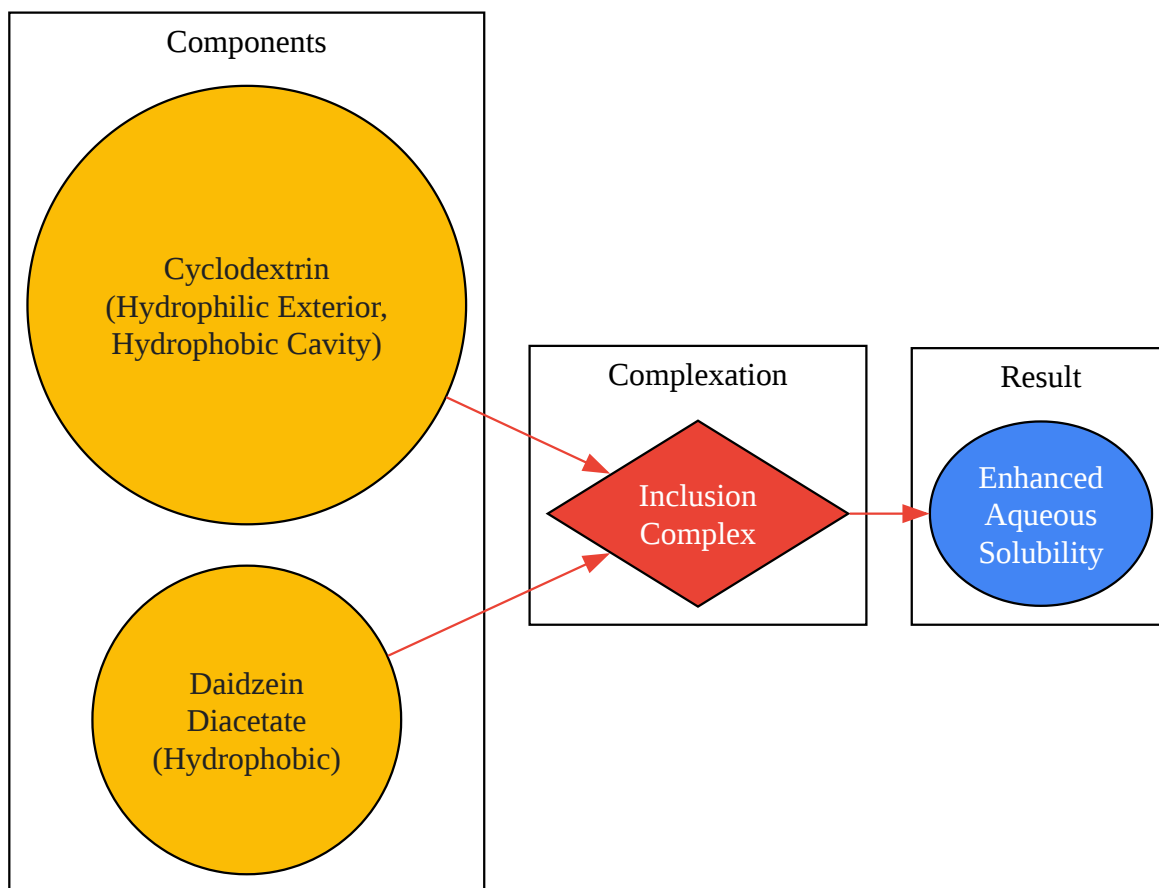 Components
Cyclodextrin
(Hydrophilic Exterior,
Hydrophobic Cavity)
Daidzein
Diacetate
(Hydrophobic)
Complexation
Inclusion
Complex
Result
Enhanced
Aqueous
Solubility